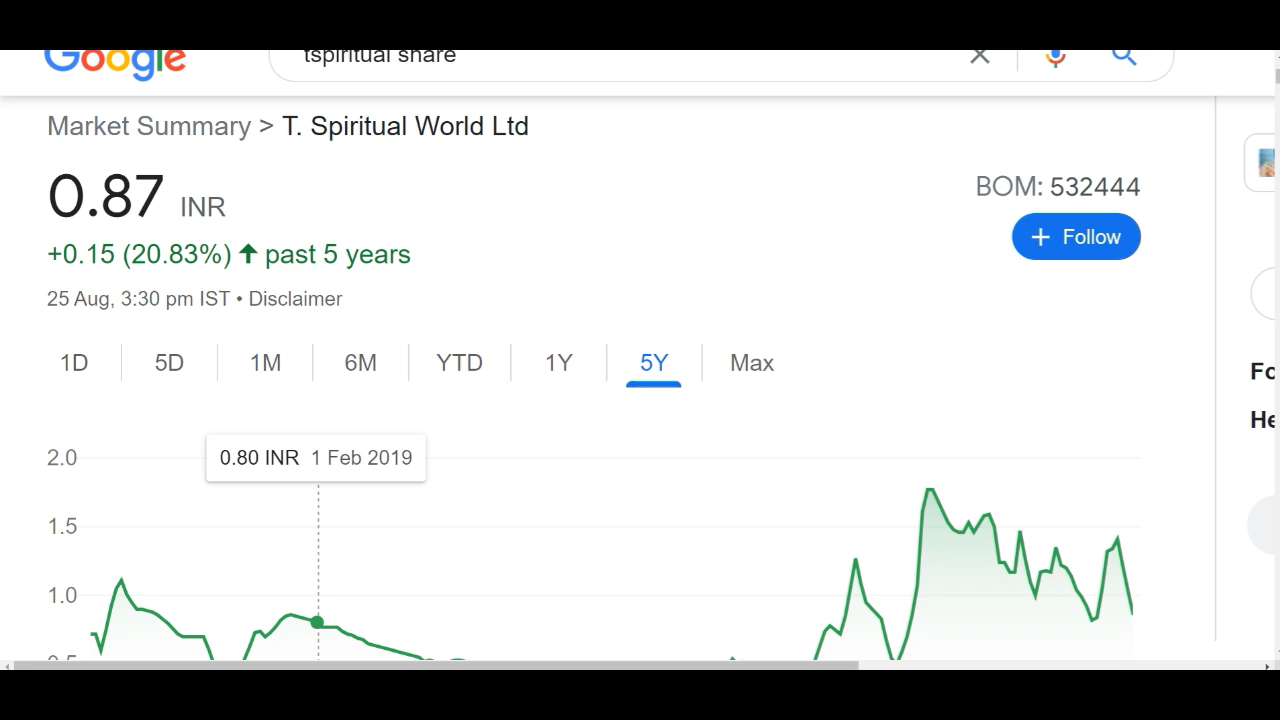 Google
tspiritual share
Market Summary > T. Spiritual World Ltd
0.87 INR
BOM: 532444
+ Follow
+0.15 (20.83%) ↑ past 5 years
25 Aug, 3:30 pm IST • Disclaimer
1D 5D 1M 6M YTD 1Y 5Y Max
0.80 INR 1 Feb 2019
2.0
1.5
1.0